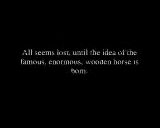 All seems lost, until the idea of the
famous, enormous, wooden horse is
born.